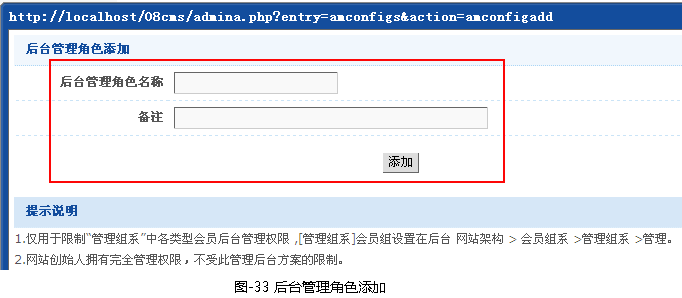 http://localhost/08cms/admina.php?entry=amconfigs&action=amconfigadd
后台管理角色添加
后台管理角色名称
备注
添加
提示说明
1.仅用于限制“管理组系”中各类型会员后台管理权限 ,[管理组系]会员组设置在后台 网站架构 > 会员组系 >管理组系 >管理。
2.网站创始人拥有完全管理权限，不受此管理后台方案的限制。
图-33 后台管理角色添加